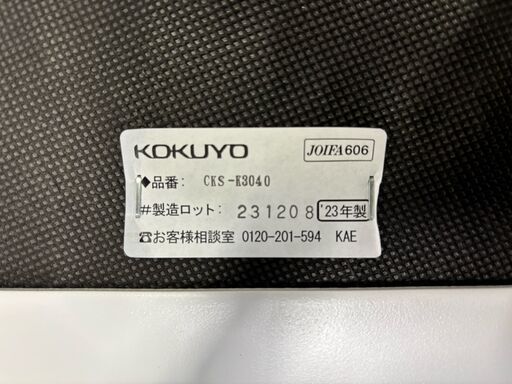 KOKUYO JOIFA606
◆品番: CKS-K3040
#製造ロット: 231208 '23年製
☎お客様相談室 0120-201-594 KAE